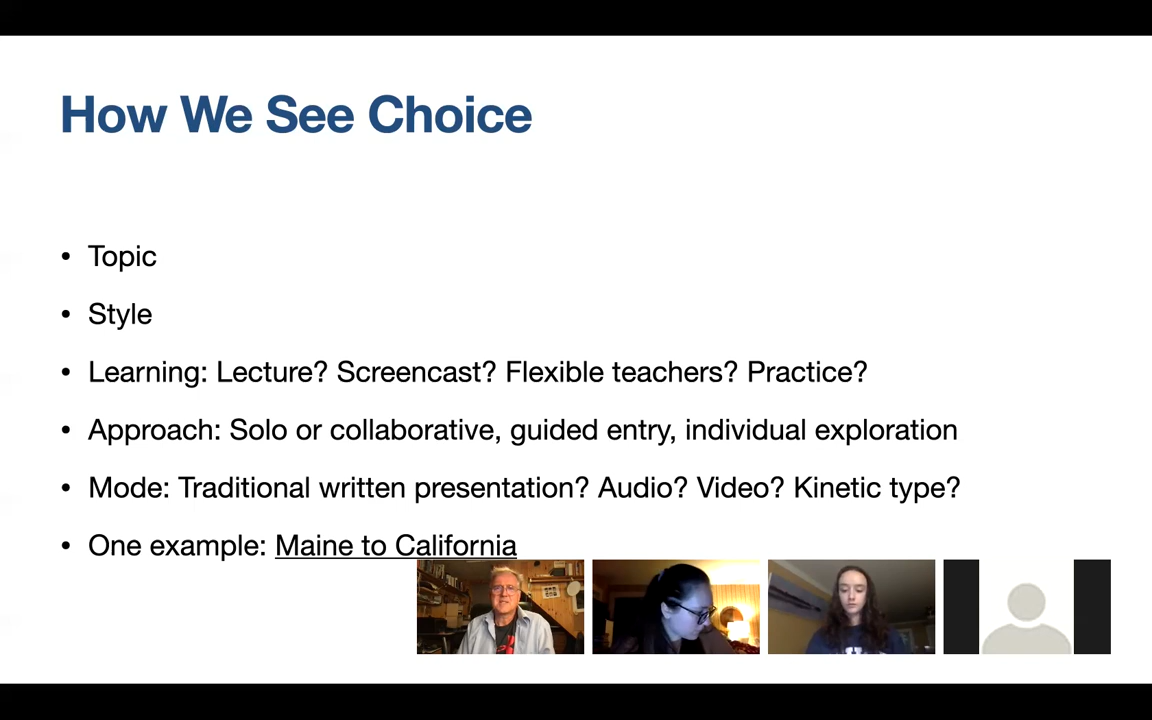 How We See Choice
• Topic
• Style
• Learning: Lecture? Screencast? Flexible teachers? Practice?
• Approach: Solo or collaborative, guided entry, individual exploration
• Mode: Traditional written presentation? Audio? Video? Kinetic type?
• One example: Maine to California